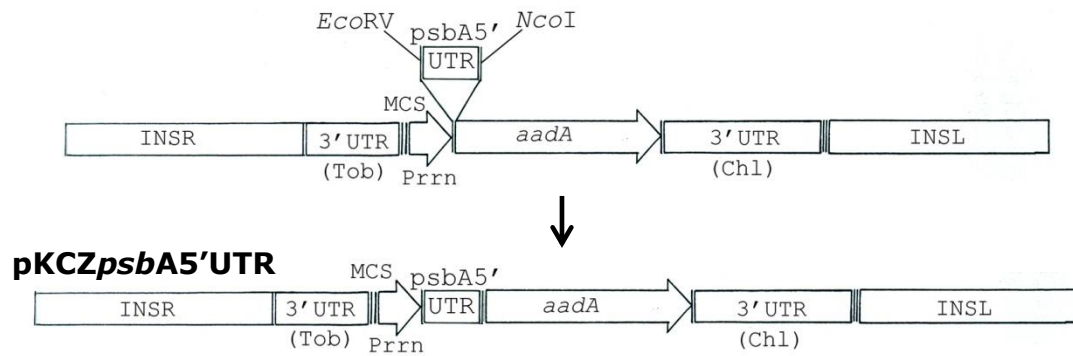 EcoRV psbA5' NcoI
UTR
MCS
INSR 3'UTR aadA 3'UTR INSL
(Tob) Prrn (Chl)
pKCZpsbA5'UTR
MCS psbA5'
INSR 3'UTR UTR aadA 3'UTR INSL
(Tob) Prrn (Chl)